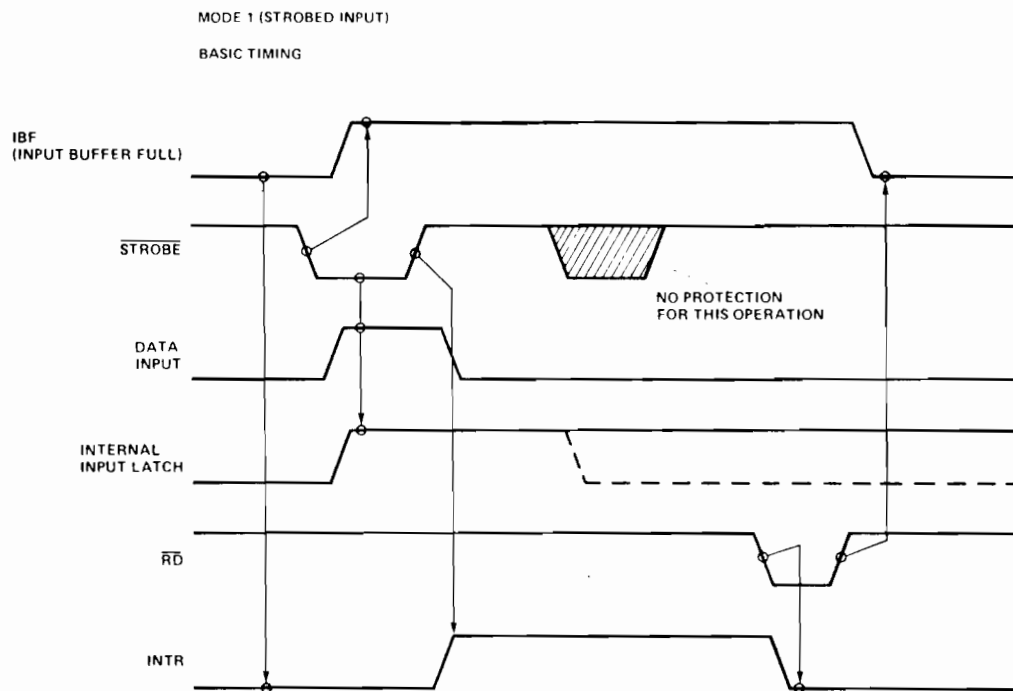 MODE 1 (STROBED INPUT)
BASIC TIMING
IBF
(INPUT BUFFER FULL)
STROBE
NO PROTECTION
FOR THIS OPERATION
DATA
INPUT
INTERNAL
INPUT LATCH
RD
INTR